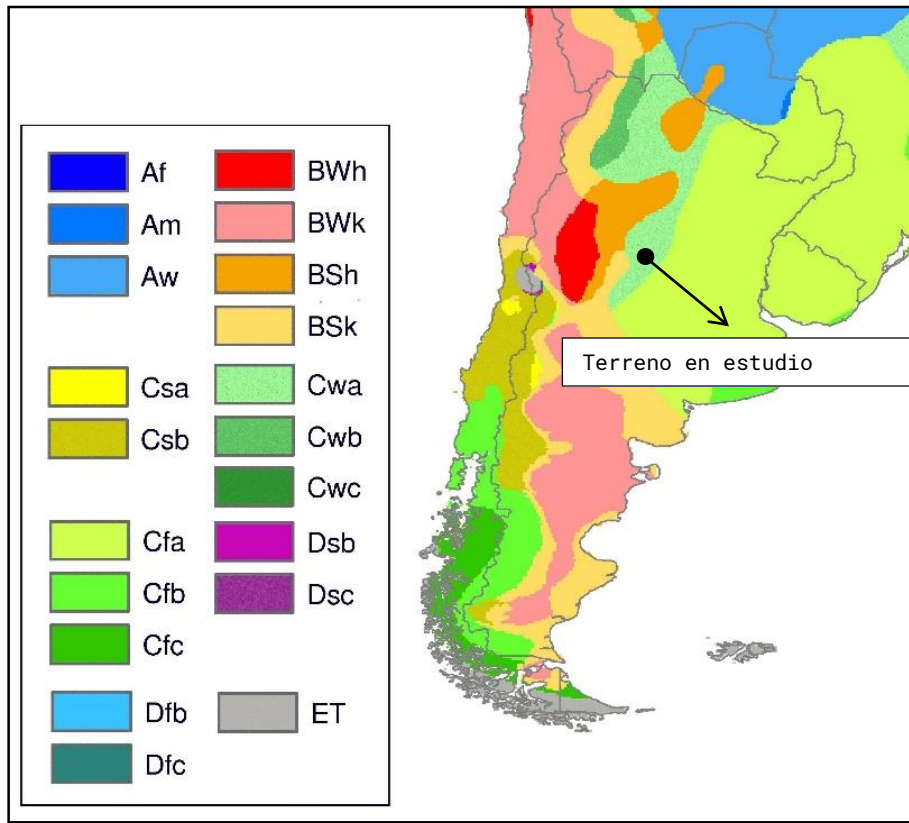 Af
Am
Aw
Csa
Csb
Cfa
Cfb
Cfc
Dfb
Dfc
BWh
BWk
BSh
BSk
Cwa
Cwb
Cwc
Dsb
Dsc
ET
Terreno en estudio